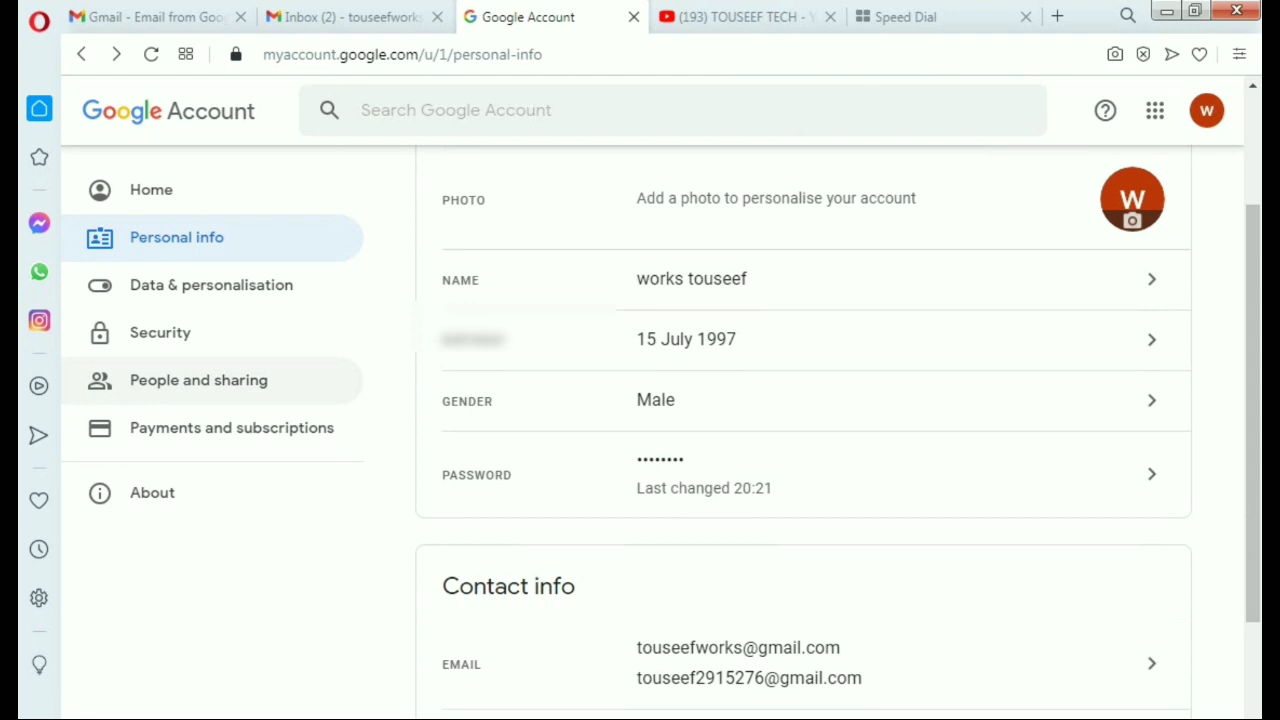 Gmail - Email from Goo
Inbox (2) - touseefworks
Google Account
(193) TOUSEEF TECH - Y
Speed Dial
myaccount.google.com/u/1/personal-info
Google Account
Search Google Account
W
Home
Personal info
Data & personalisation
Security
People and sharing
Payments and subscriptions
About
PHOTO
Add a photo to personalise your account
W
NAME
works touseef
15 July 1997
GENDER
Male
PASSWORD
••••••••
Last changed 20:21
Contact info
EMAIL
touseefworks@gmail.com
touseef2915276@gmail.com